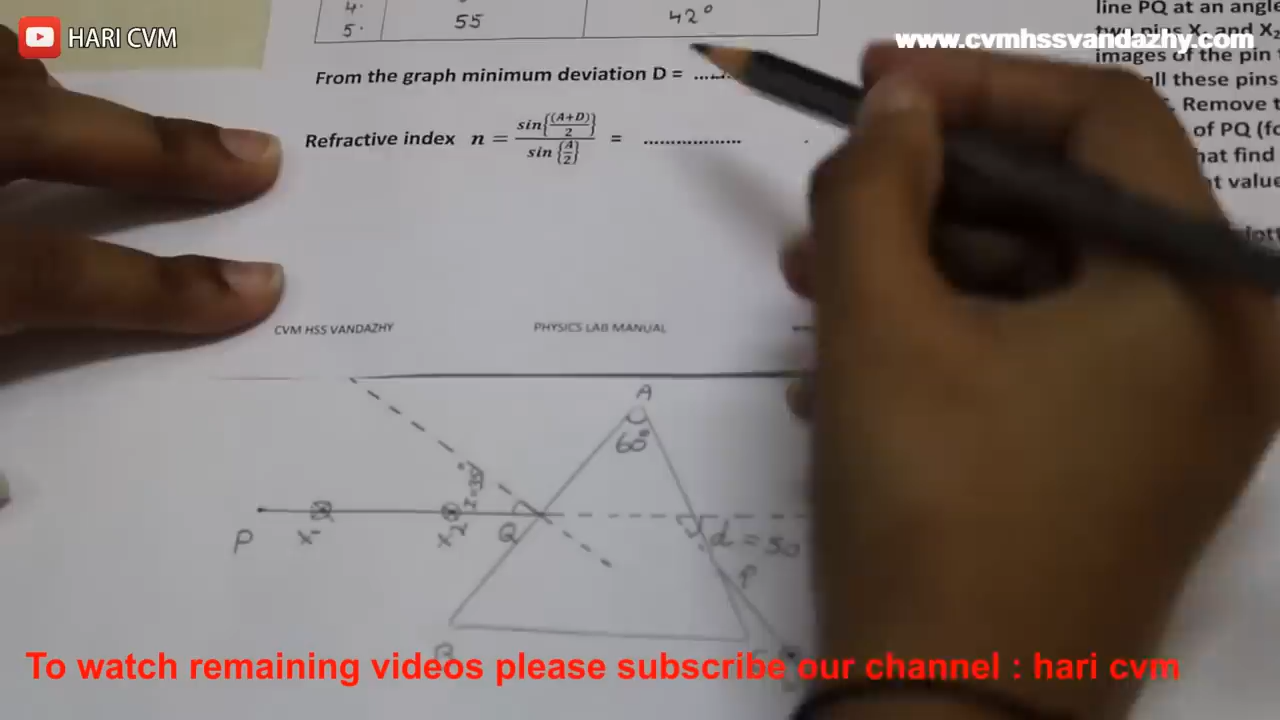 HARI CVM
www.cvmhssvandazhy.com
4.
5. 55 42°
From the graph minimum deviation D = ......
Refractive index n = sin{(A+D)/2} / sin{A/2} = .................
CVM HSS VANDAZHY PHYSICS LAB MANUAL
line PQ at an angle
two pins X1 and X2
images of the pin
all these pins
Remove
of PQ (fo
hat find
t value
lott
A
60°
i=35°
P X1 X2 Q d = 50
R
B
To watch remaining videos please subscribe our channel : hari cvm